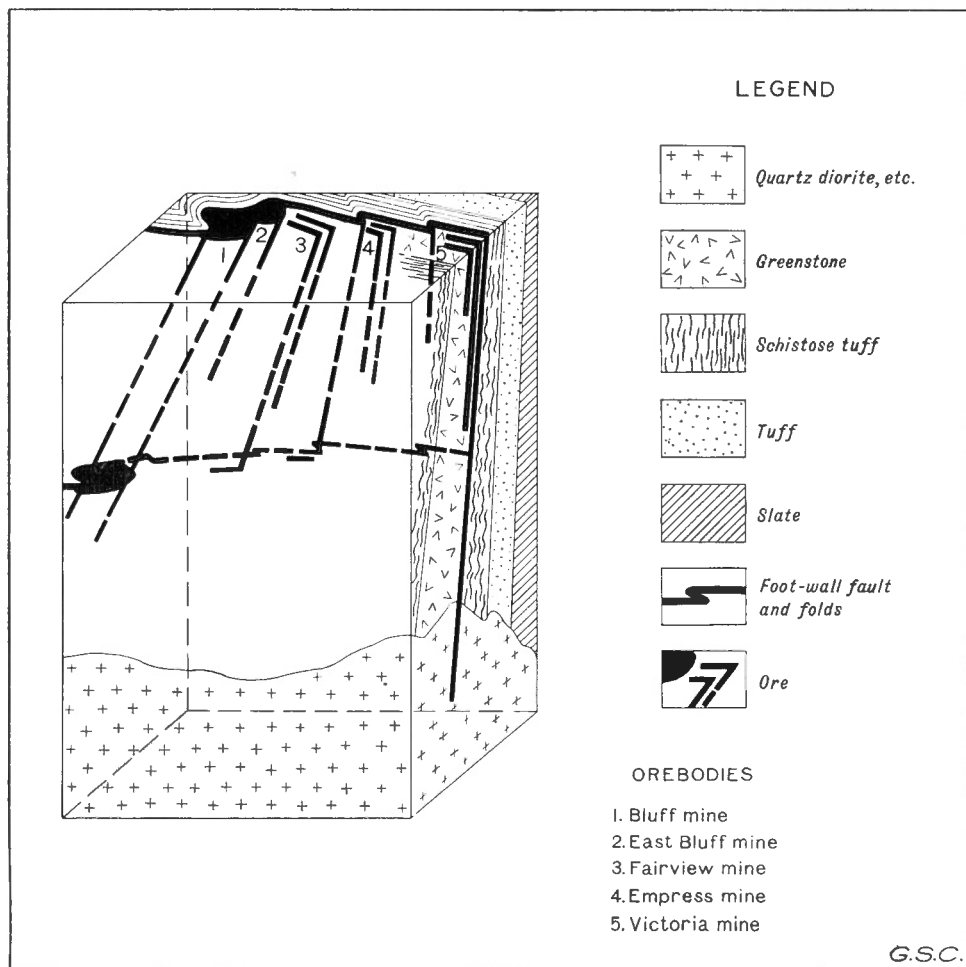 LEGEND
Quartz diorite, etc.
Greenstone
Schistose tuff
Tuff
Slate
Foot-wall fault
and folds
Ore
1
2
3
4
5
OREBODIES
1. Bluff mine
2. East Bluff mine
3. Fairview mine
4. Empress mine
5. Victoria mine
G.S.C.